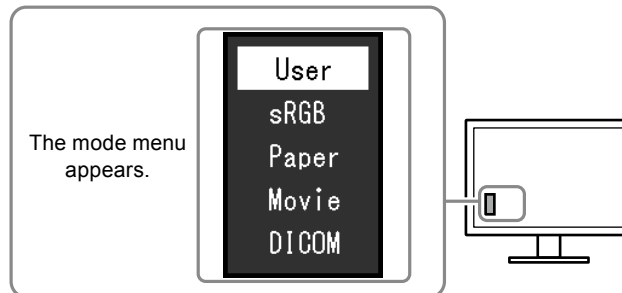 The mode menu
appears.
User
sRGB
Paper
Movie
DICOM